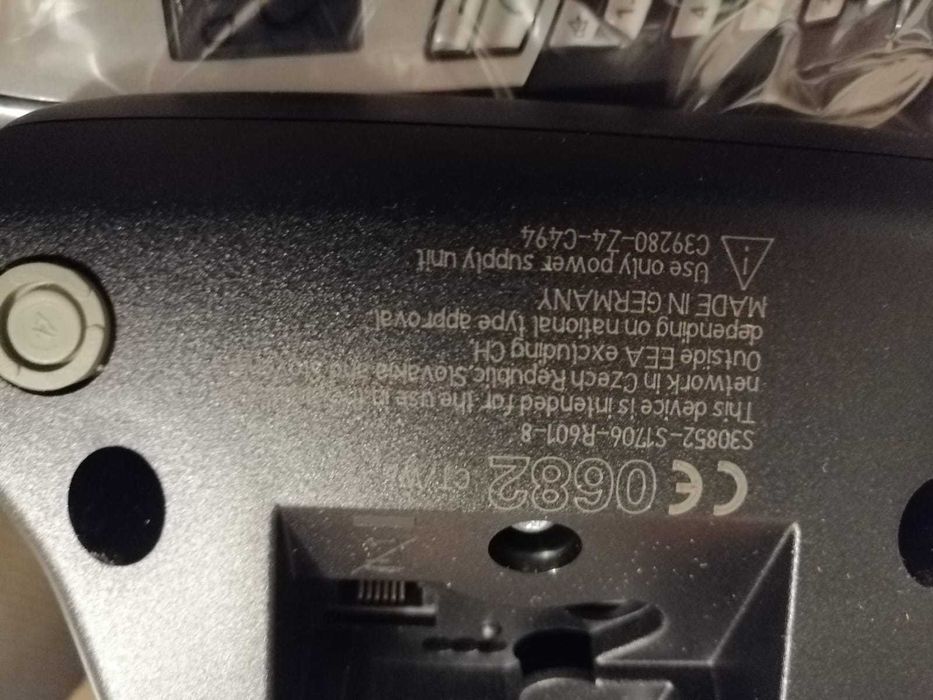 CE 0682
S30852-S1706-R601-8
This device is intended for the use in the
network in Czech Republic,Slovakia and
Outside EEA excluding CH,
depending on national type approval.
MADE IN GERMANY
Use only power supply unit
C39280-Z4-C494